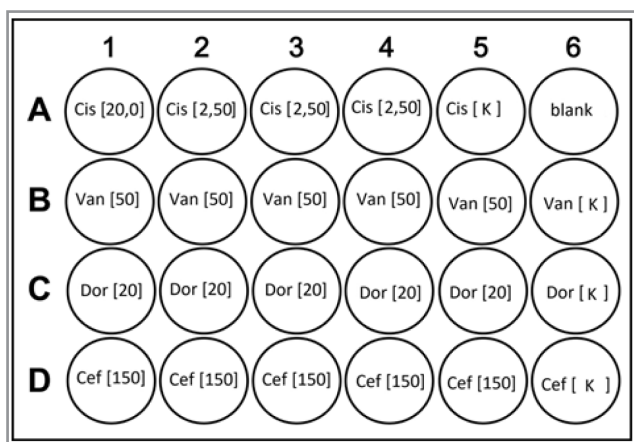 1 2 3 4 5 6
A Cis [20,0] Cis [2,50] Cis [2,50] Cis [2,50] Cis [ K ] blank
B Van [50] Van [50] Van [50] Van [50] Van [50] Van [ K ]
C Dor [20] Dor [20] Dor [20] Dor [20] Dor [20] Dor [ K ]
D Cef [150] Cef [150] Cef [150] Cef [150] Cef [150] Cef [ K ]